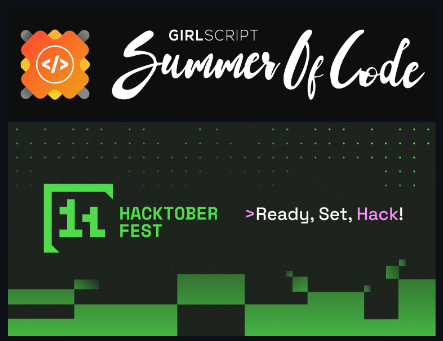 GIRLSCRIPT
Summer Of Code
</>
HACKTOBER
FEST
>Ready, Set, Hack!